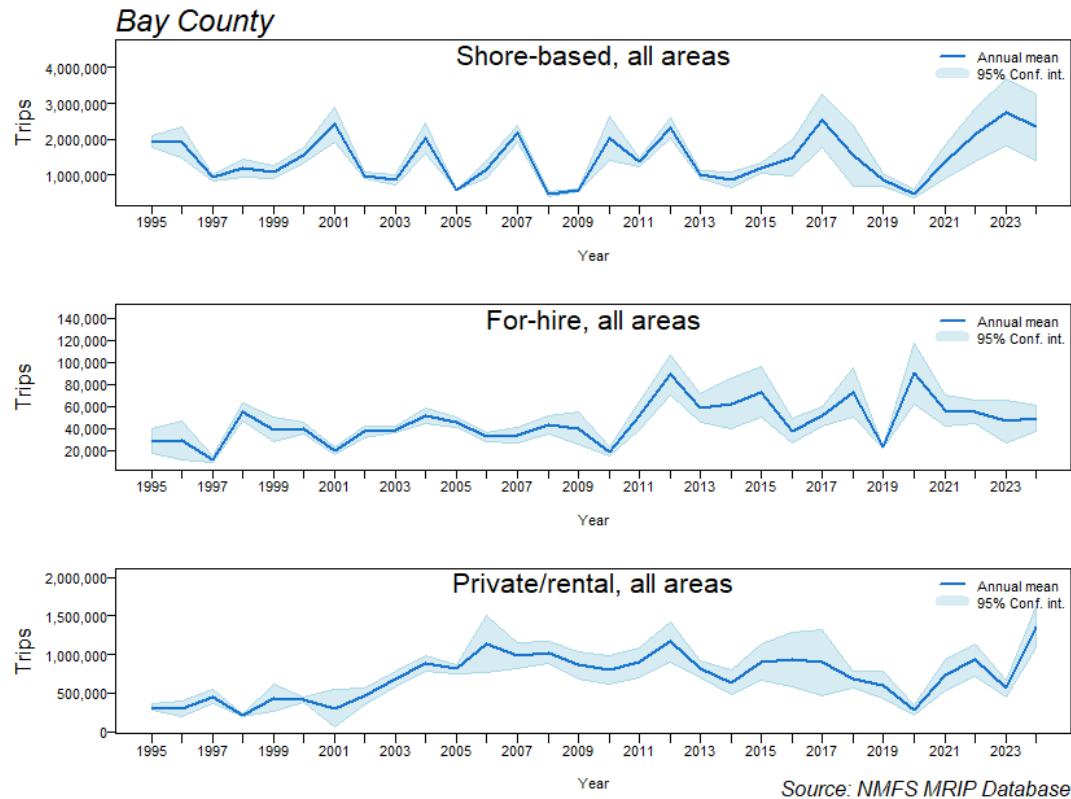 Bay County
Shore-based, all areas
Annual mean
95% Conf. int.
Trips
4,000,000
3,000,000
2,000,000
1,000,000
1995 1997 1999 2001 2003 2005 2007 2009 2011 2013 2015 2017 2019 2021 2023
Year
For-hire, all areas
Annual mean
95% Conf. int.
Trips
140,000
120,000
100,000
80,000
60,000
40,000
20,000
1995 1997 1999 2001 2003 2005 2007 2009 2011 2013 2015 2017 2019 2021 2023
Year
Private/rental, all areas
Annual mean
95% Conf. int.
Trips
2,000,000
1,500,000
1,000,000
500,000
0
1995 1997 1999 2001 2003 2005 2007 2009 2011 2013 2015 2017 2019 2021 2023
Year
Source: NMFS MRIP Database